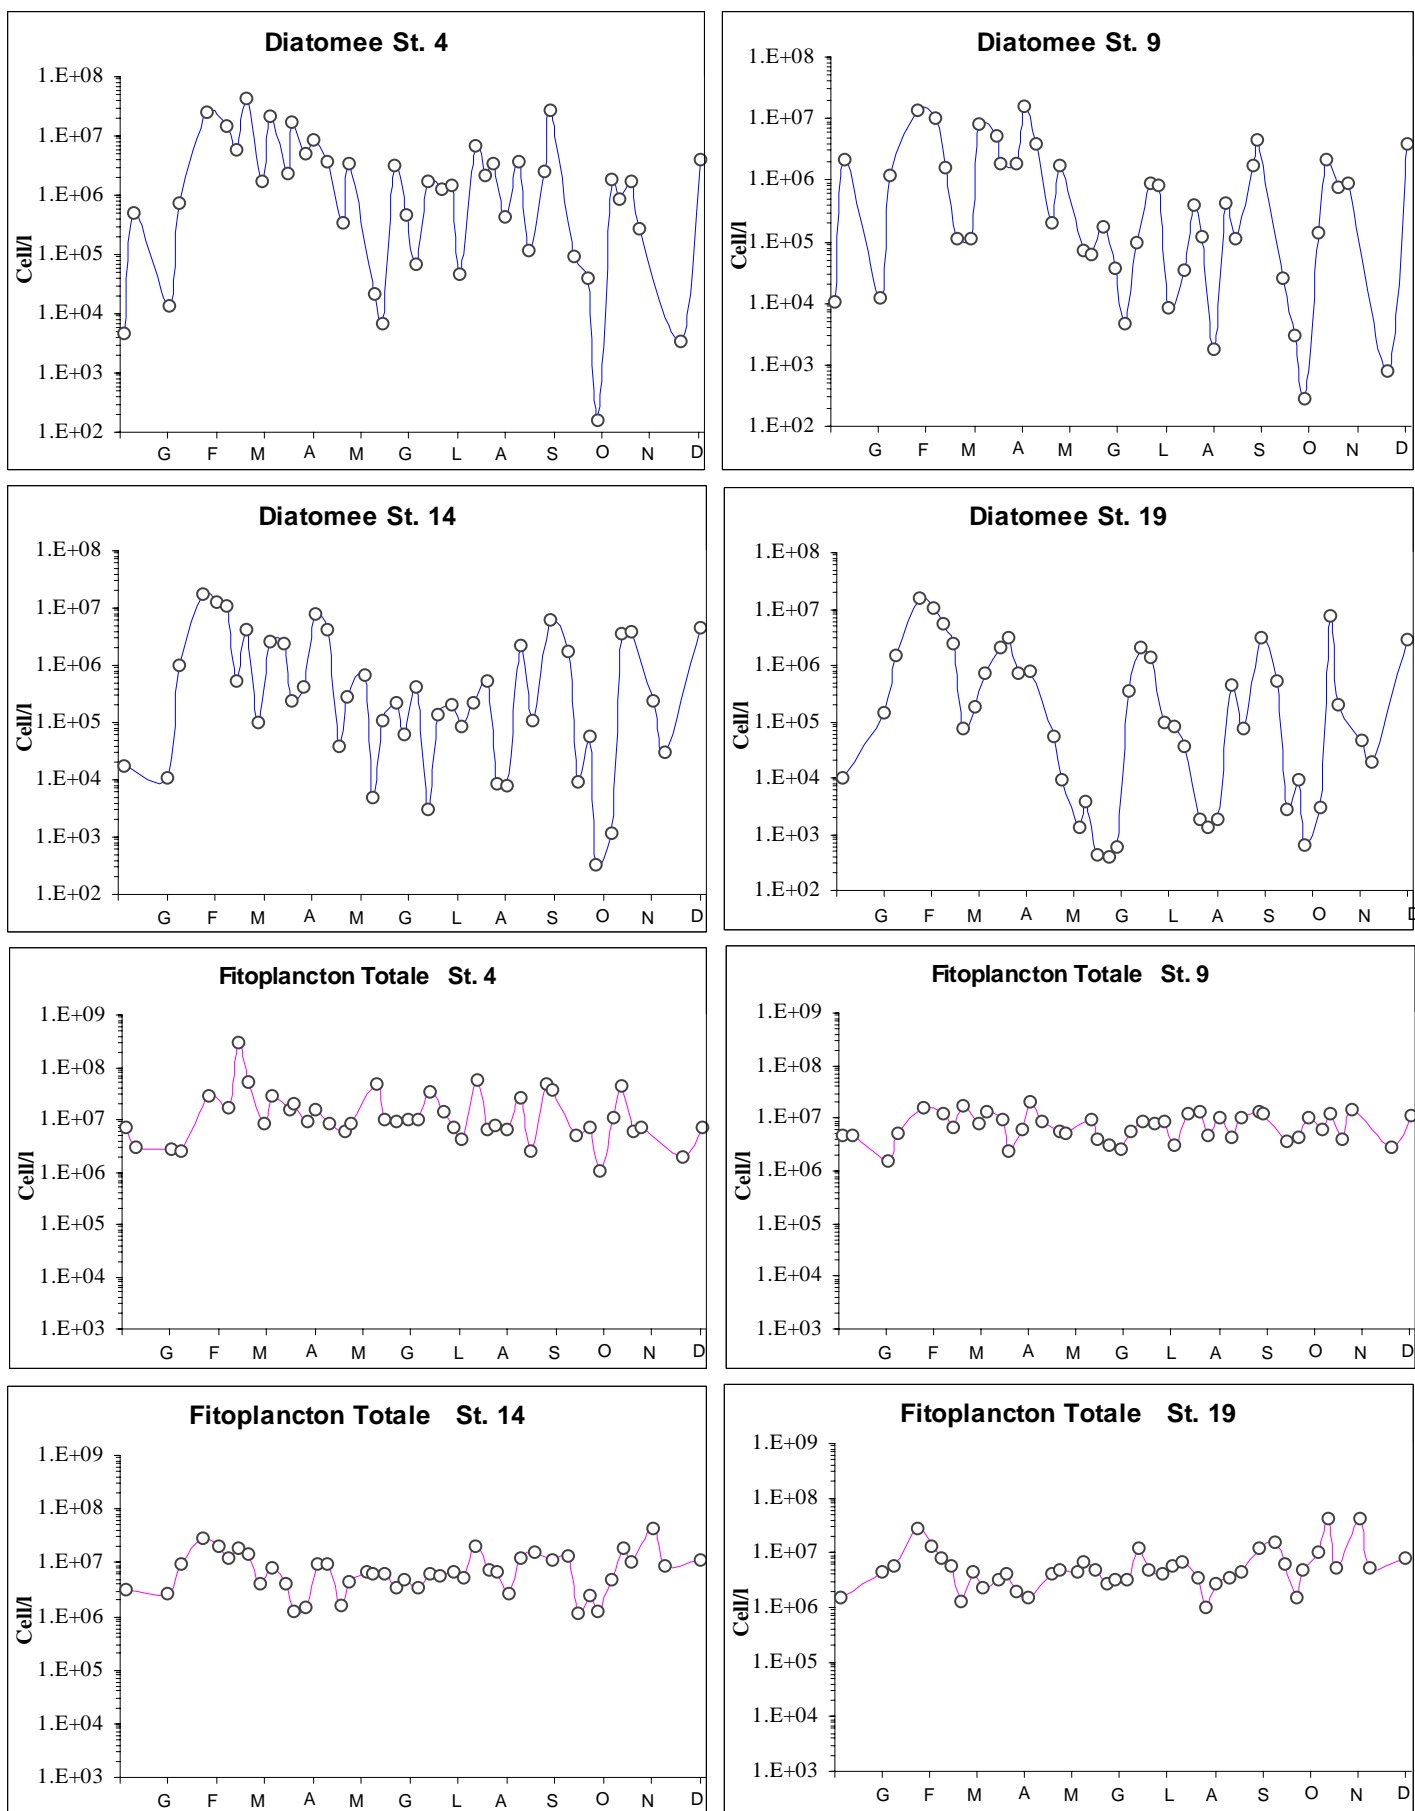 Diatomee St. 4
1.E+08
1.E+07
1.E+06
1.E+05
1.E+04
1.E+03
1.E+02
Cell/l
G F M A M G L A S O N D
Diatomee St. 9
1.E+08
1.E+07
1.E+06
1.E+05
1.E+04
1.E+03
1.E+02
Cell/l
G F M A M G L A S O N D
Diatomee St. 14
1.E+08
1.E+07
1.E+06
1.E+05
1.E+04
1.E+03
1.E+02
Cell/l
G F M A M G L A S O N D
Diatomee St. 19
1.E+08
1.E+07
1.E+06
1.E+05
1.E+04
1.E+03
1.E+02
Cell/l
G F M A M G L A S O N D
Fitoplancton Totale St. 4
1.E+09
1.E+08
1.E+07
1.E+06
1.E+05
1.E+04
1.E+03
Cell/l
G F M A M G L A S O N D
Fitoplancton Totale St. 9
1.E+09
1.E+08
1.E+07
1.E+06
1.E+05
1.E+04
1.E+03
Cell/l
G F M A M G L A S O N D
Fitoplancton Totale St. 14
1.E+09
1.E+08
1.E+07
1.E+06
1.E+05
1.E+04
1.E+03
Cell/l
G F M A M G L A S O N D
Fitoplancton Totale St. 19
1.E+09
1.E+08
1.E+07
1.E+06
1.E+05
1.E+04
1.E+03
Cell/l
G F M A M G L A S O N D